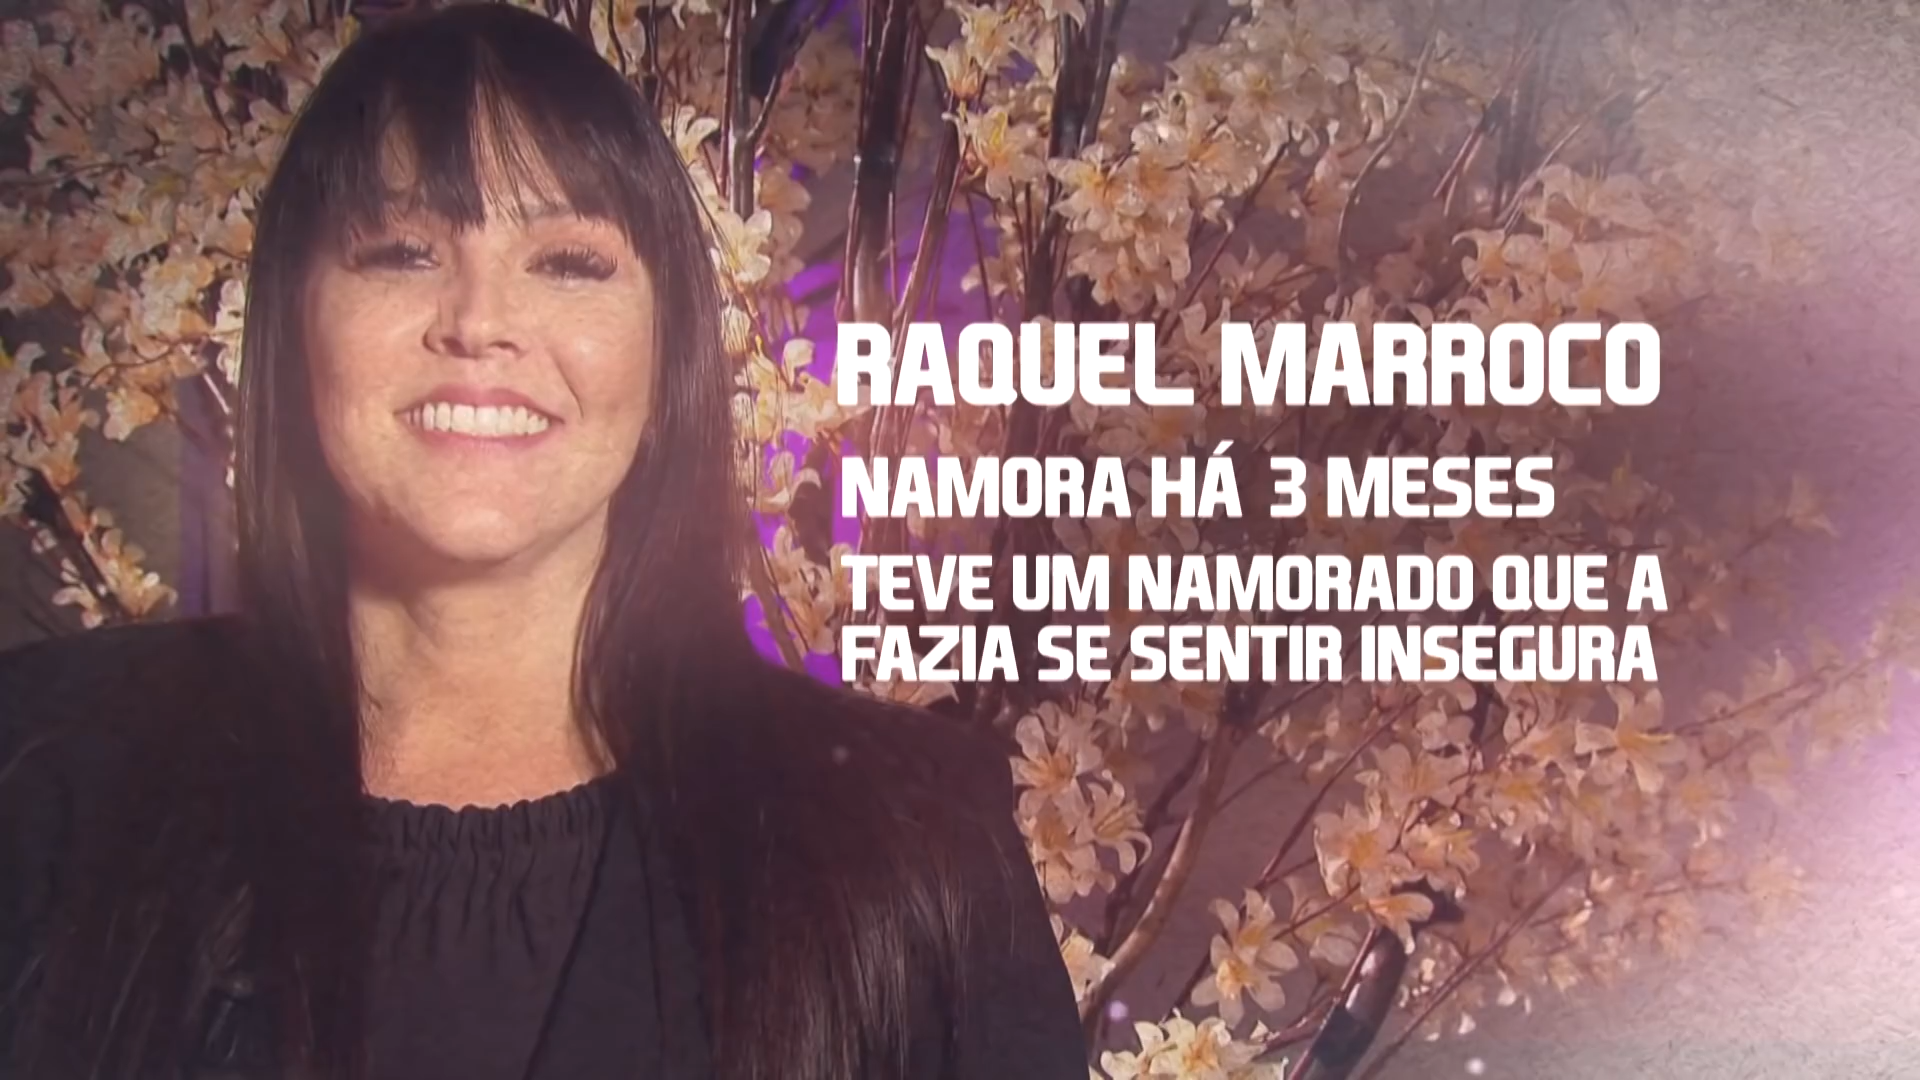 RAQUEL MARROCO
NAMORA HÁ 3 MESES
TEVE UM NAMORADO QUE A
FAZIA SE SENTIR INSEGURA